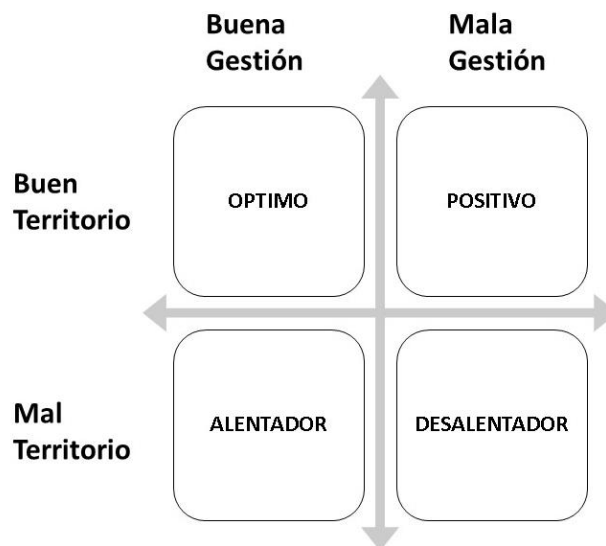 Buena
Gestión
Mala
Gestión
Buen
Territorio
OPTIMO
POSITIVO
Mal
Territorio
ALENTADOR
DESALENTADOR